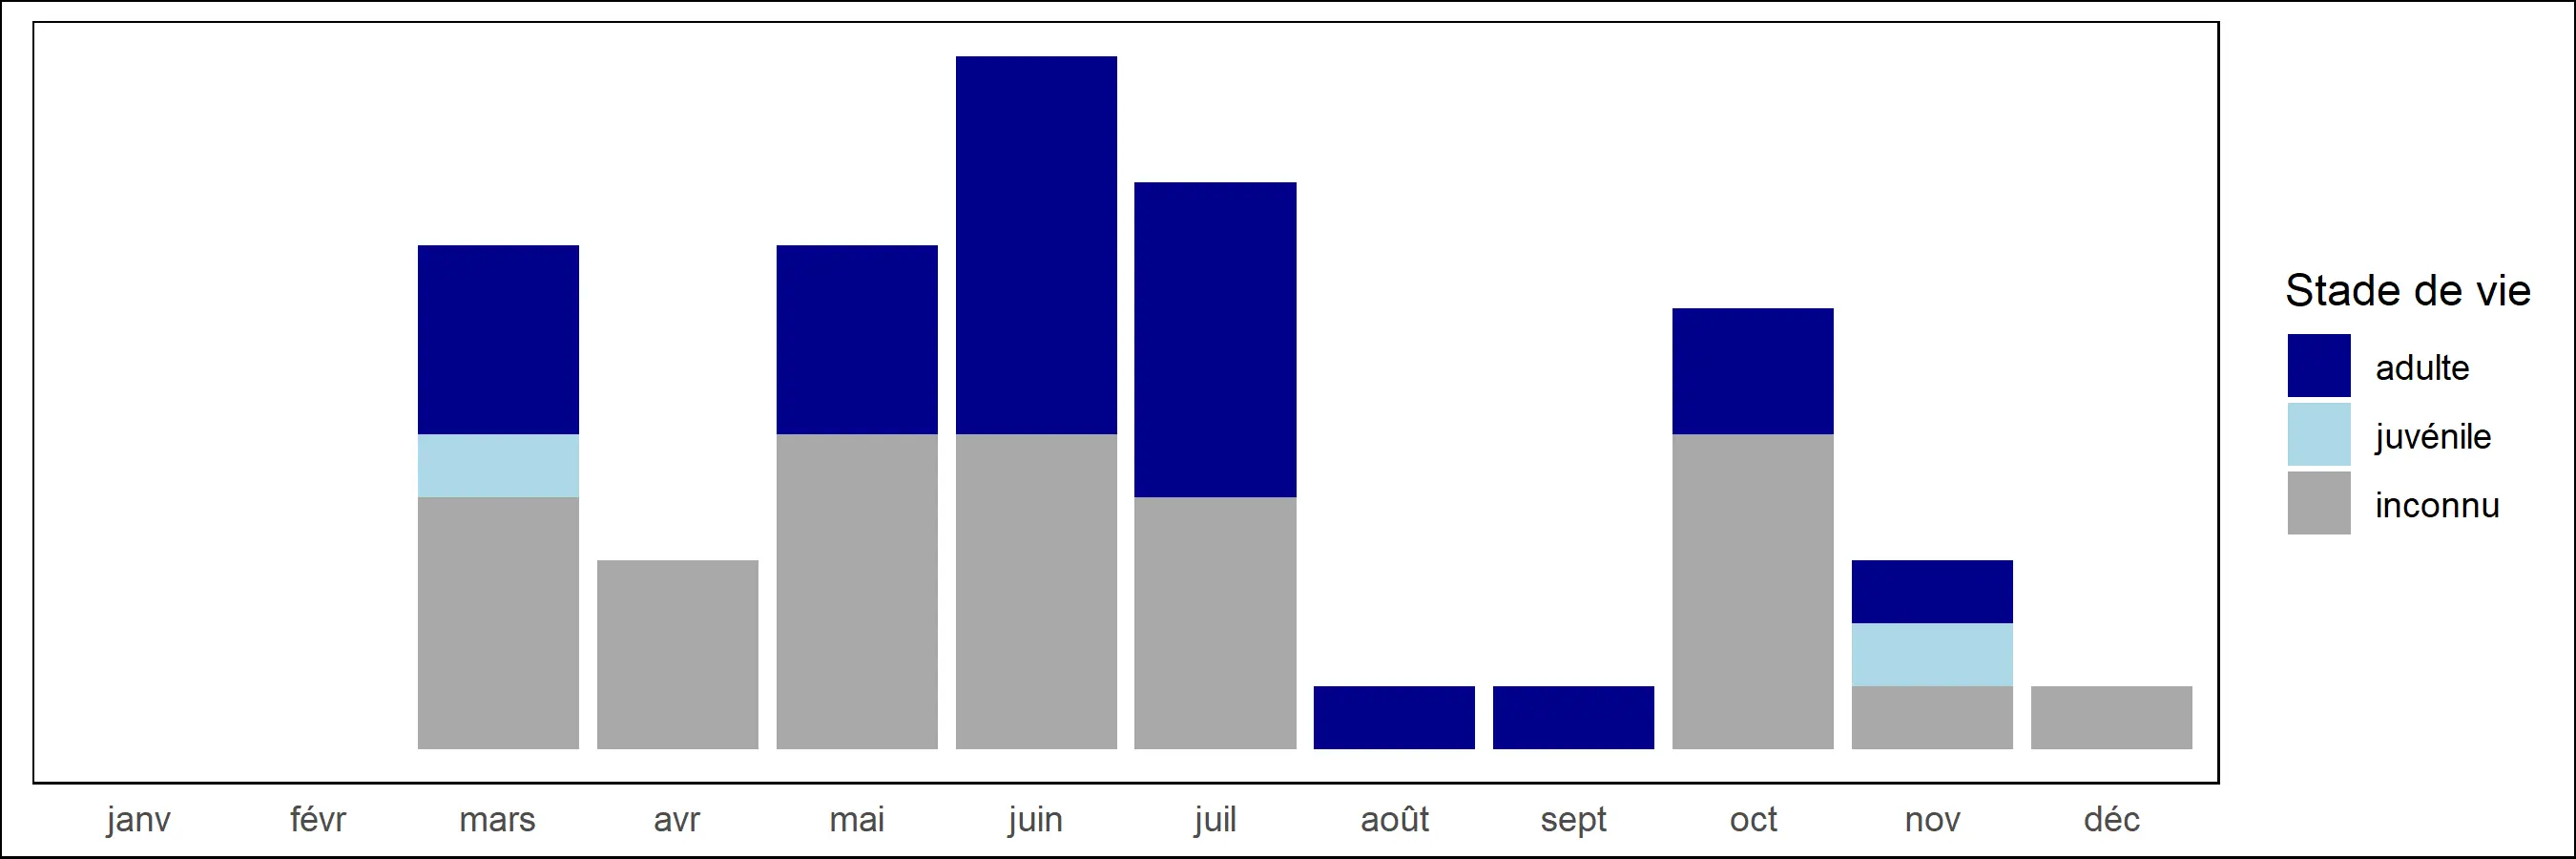 Stade de vie
adulte
juvénile
inconnu
janv févr mars avr mai juin juil août sept oct nov déc